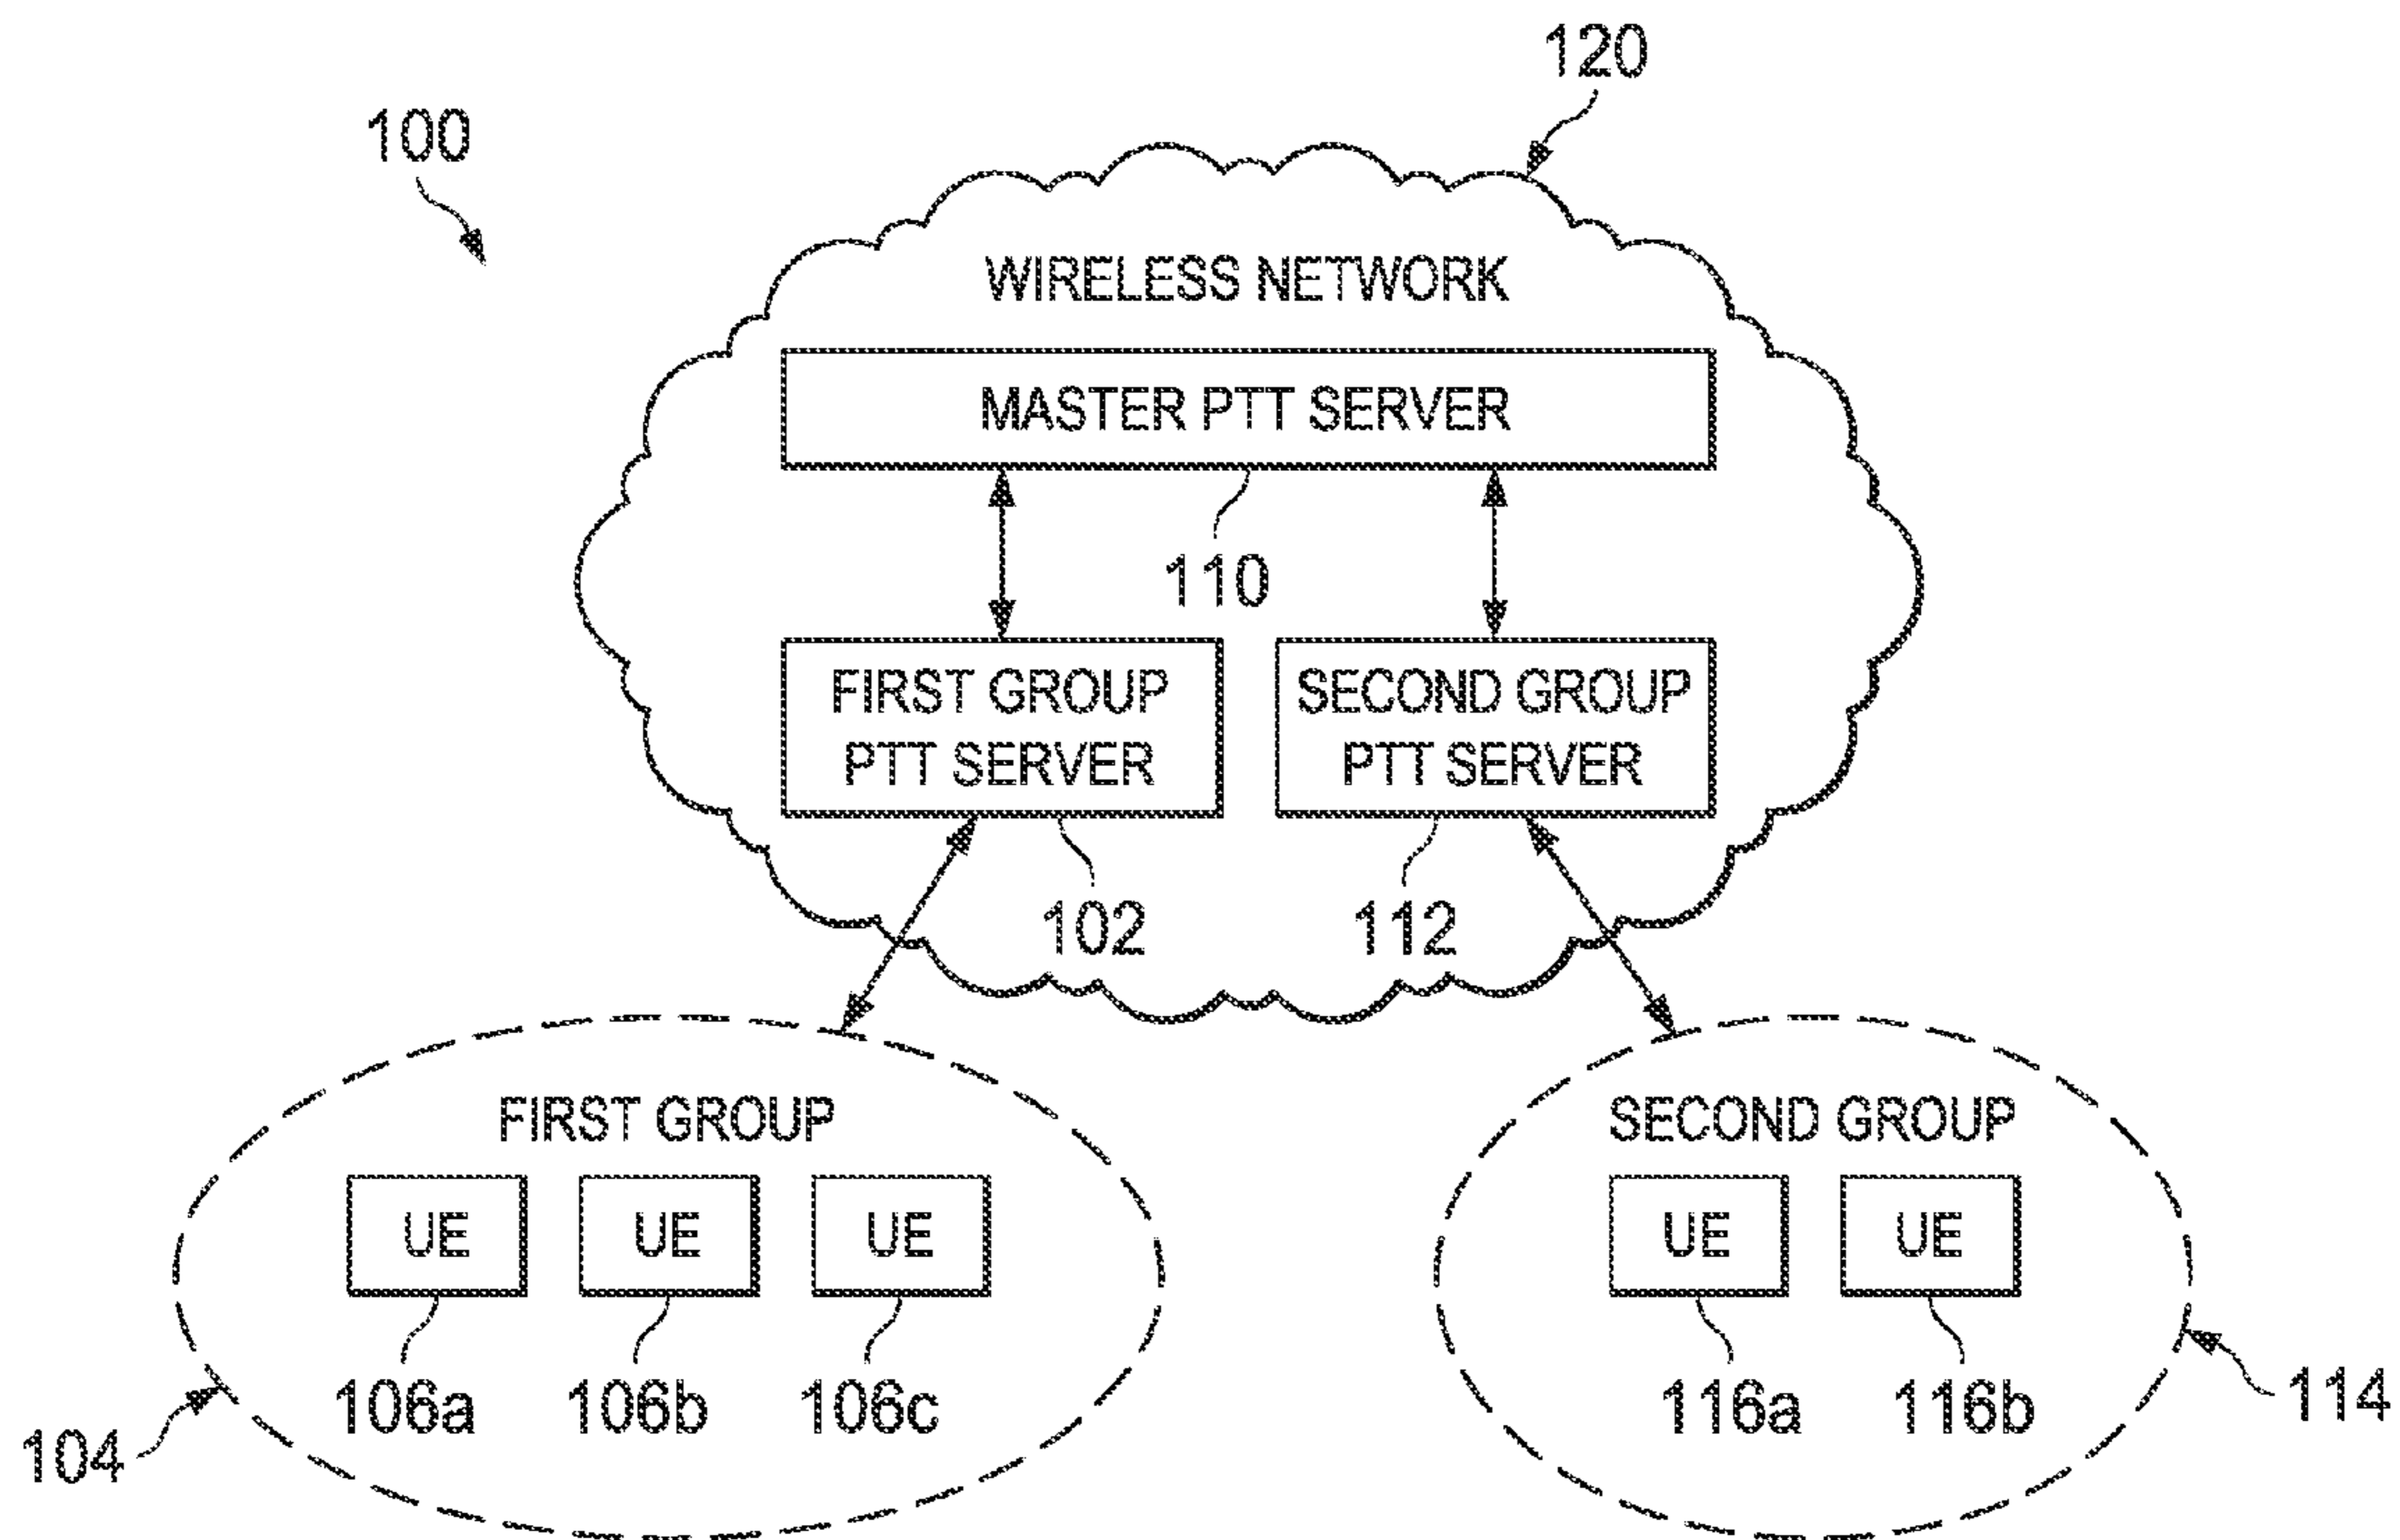 120
100
WIRELESS NETWORK
MASTER PTT SERVER
110
FIRST GROUP
PTT SERVER
SECOND GROUP
PTT SERVER
102
112
FIRST GROUP
UE
UE
UE
106a
106b
106c
104
SECOND GROUP
UE
UE
116a
116b
114